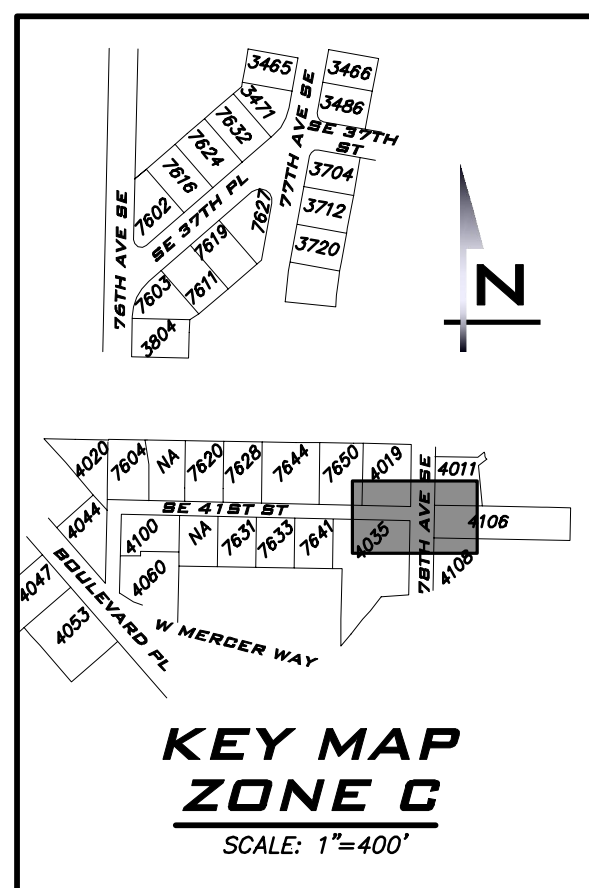 3465
3466
3471
3486
7632
77TH AVE SE
SE 37TH
ST
7624
7616
3704
7602
SE 37TH PL
7627
3712
76TH AVE SE
7619
3720
7603
7611
3804
N
4020
7604
NA
7620
7628
7644
7650
4019
4011
SE 41ST ST
78TH AVE SE
4106
4044
4100
NA
7631
7633
7641
4035
4108
4047
BOULEVARD PL
4060
4053
W MERCER WAY
KEY MAP
ZONE C
SCALE: 1"=400'